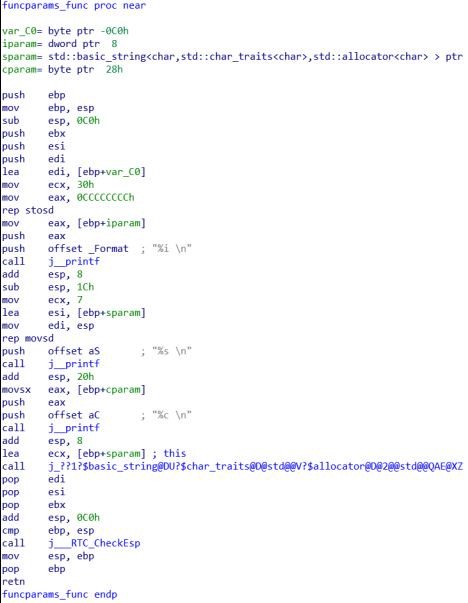 funcparams_func proc near
var_C0= byte ptr -0C0h
iparam= dword ptr  8
sparam= std::basic_string<char,std::char_traits<char>,std::allocator<char> > ptr
cparam= byte ptr  28h
push    ebp
mov     ebp, esp
sub     esp, 0C0h
push    ebx
push    esi
push    edi
lea     edi, [ebp+var_C0]
mov     ecx, 30h
mov     eax, 0CCCCCCCCh
rep stosd
mov     eax, [ebp+iparam]
push    eax
push    offset _Format  ; "%i \n"
call    j__printf
add     esp, 8
sub     esp, 1Ch
mov     ecx, 7
lea     esi, [ebp+sparam]
mov     edi, esp
rep movsd
push    offset aS       ; "%s \n"
call    j__printf
add     esp, 20h
movsx   eax, [ebp+cparam]
push    eax
push    offset aC       ; "%c \n"
call    j__printf
add     esp, 8
lea     ecx, [ebp+sparam] ; this
call    j_??1?$basic_string@DU?$char_traits@D@std@@V?$allocator@D@2@@std@@QAE@XZ
pop     edi
pop     esi
pop     ebx
add     esp, 0C0h
cmp     ebp, esp
call    j___RTC_CheckEsp
mov     esp, ebp
pop     ebp
retn
funcparams_func endp